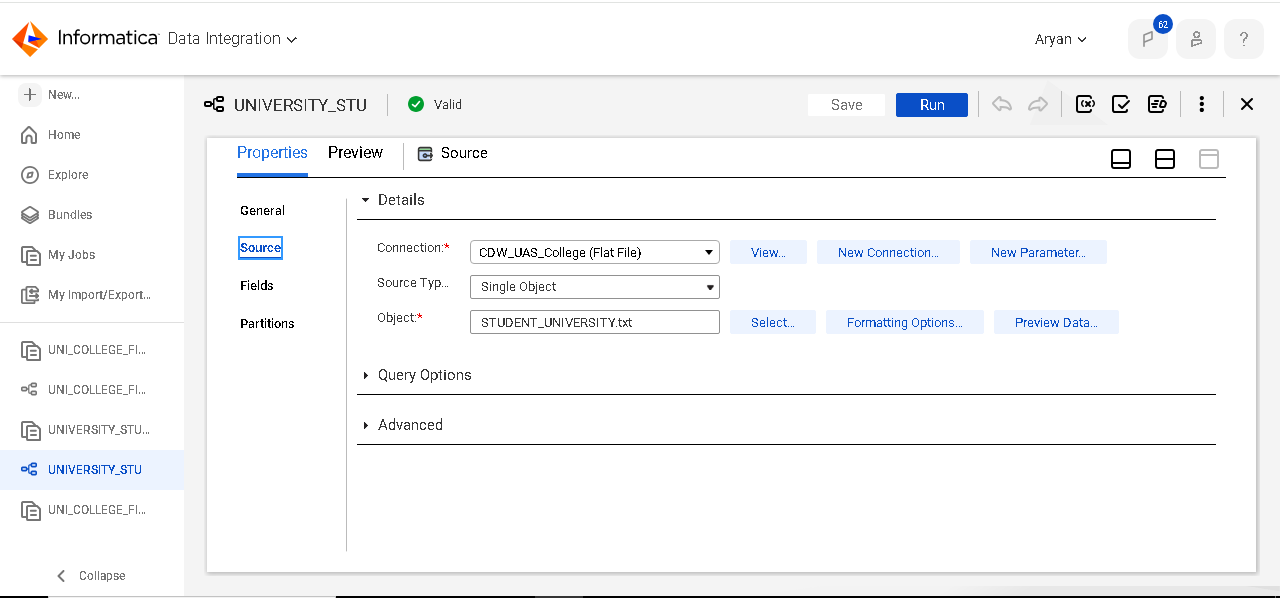 Informatica Data Integration
Aryan
62
?
New...
Home
Explore
Bundles
My Jobs
My Import/Export...
UNI_COLLEGE_FI...
UNI_COLLEGE_FI...
UNIVERSITY_STU...
UNIVERSITY_STU
UNI_COLLEGE_FI...
Collapse
UNIVERSITY_STU
Valid
Save
Run
Properties
Preview
Source
General
Source
Fields
Partitions
Details
Connection:* CDW_UAS_College (Flat File) View... New Connection... New Parameter...
Source Typ... Single Object
Object:* STUDENT_UNIVERSITY.txt Select... Formatting Options... Preview Data...
Query Options
Advanced